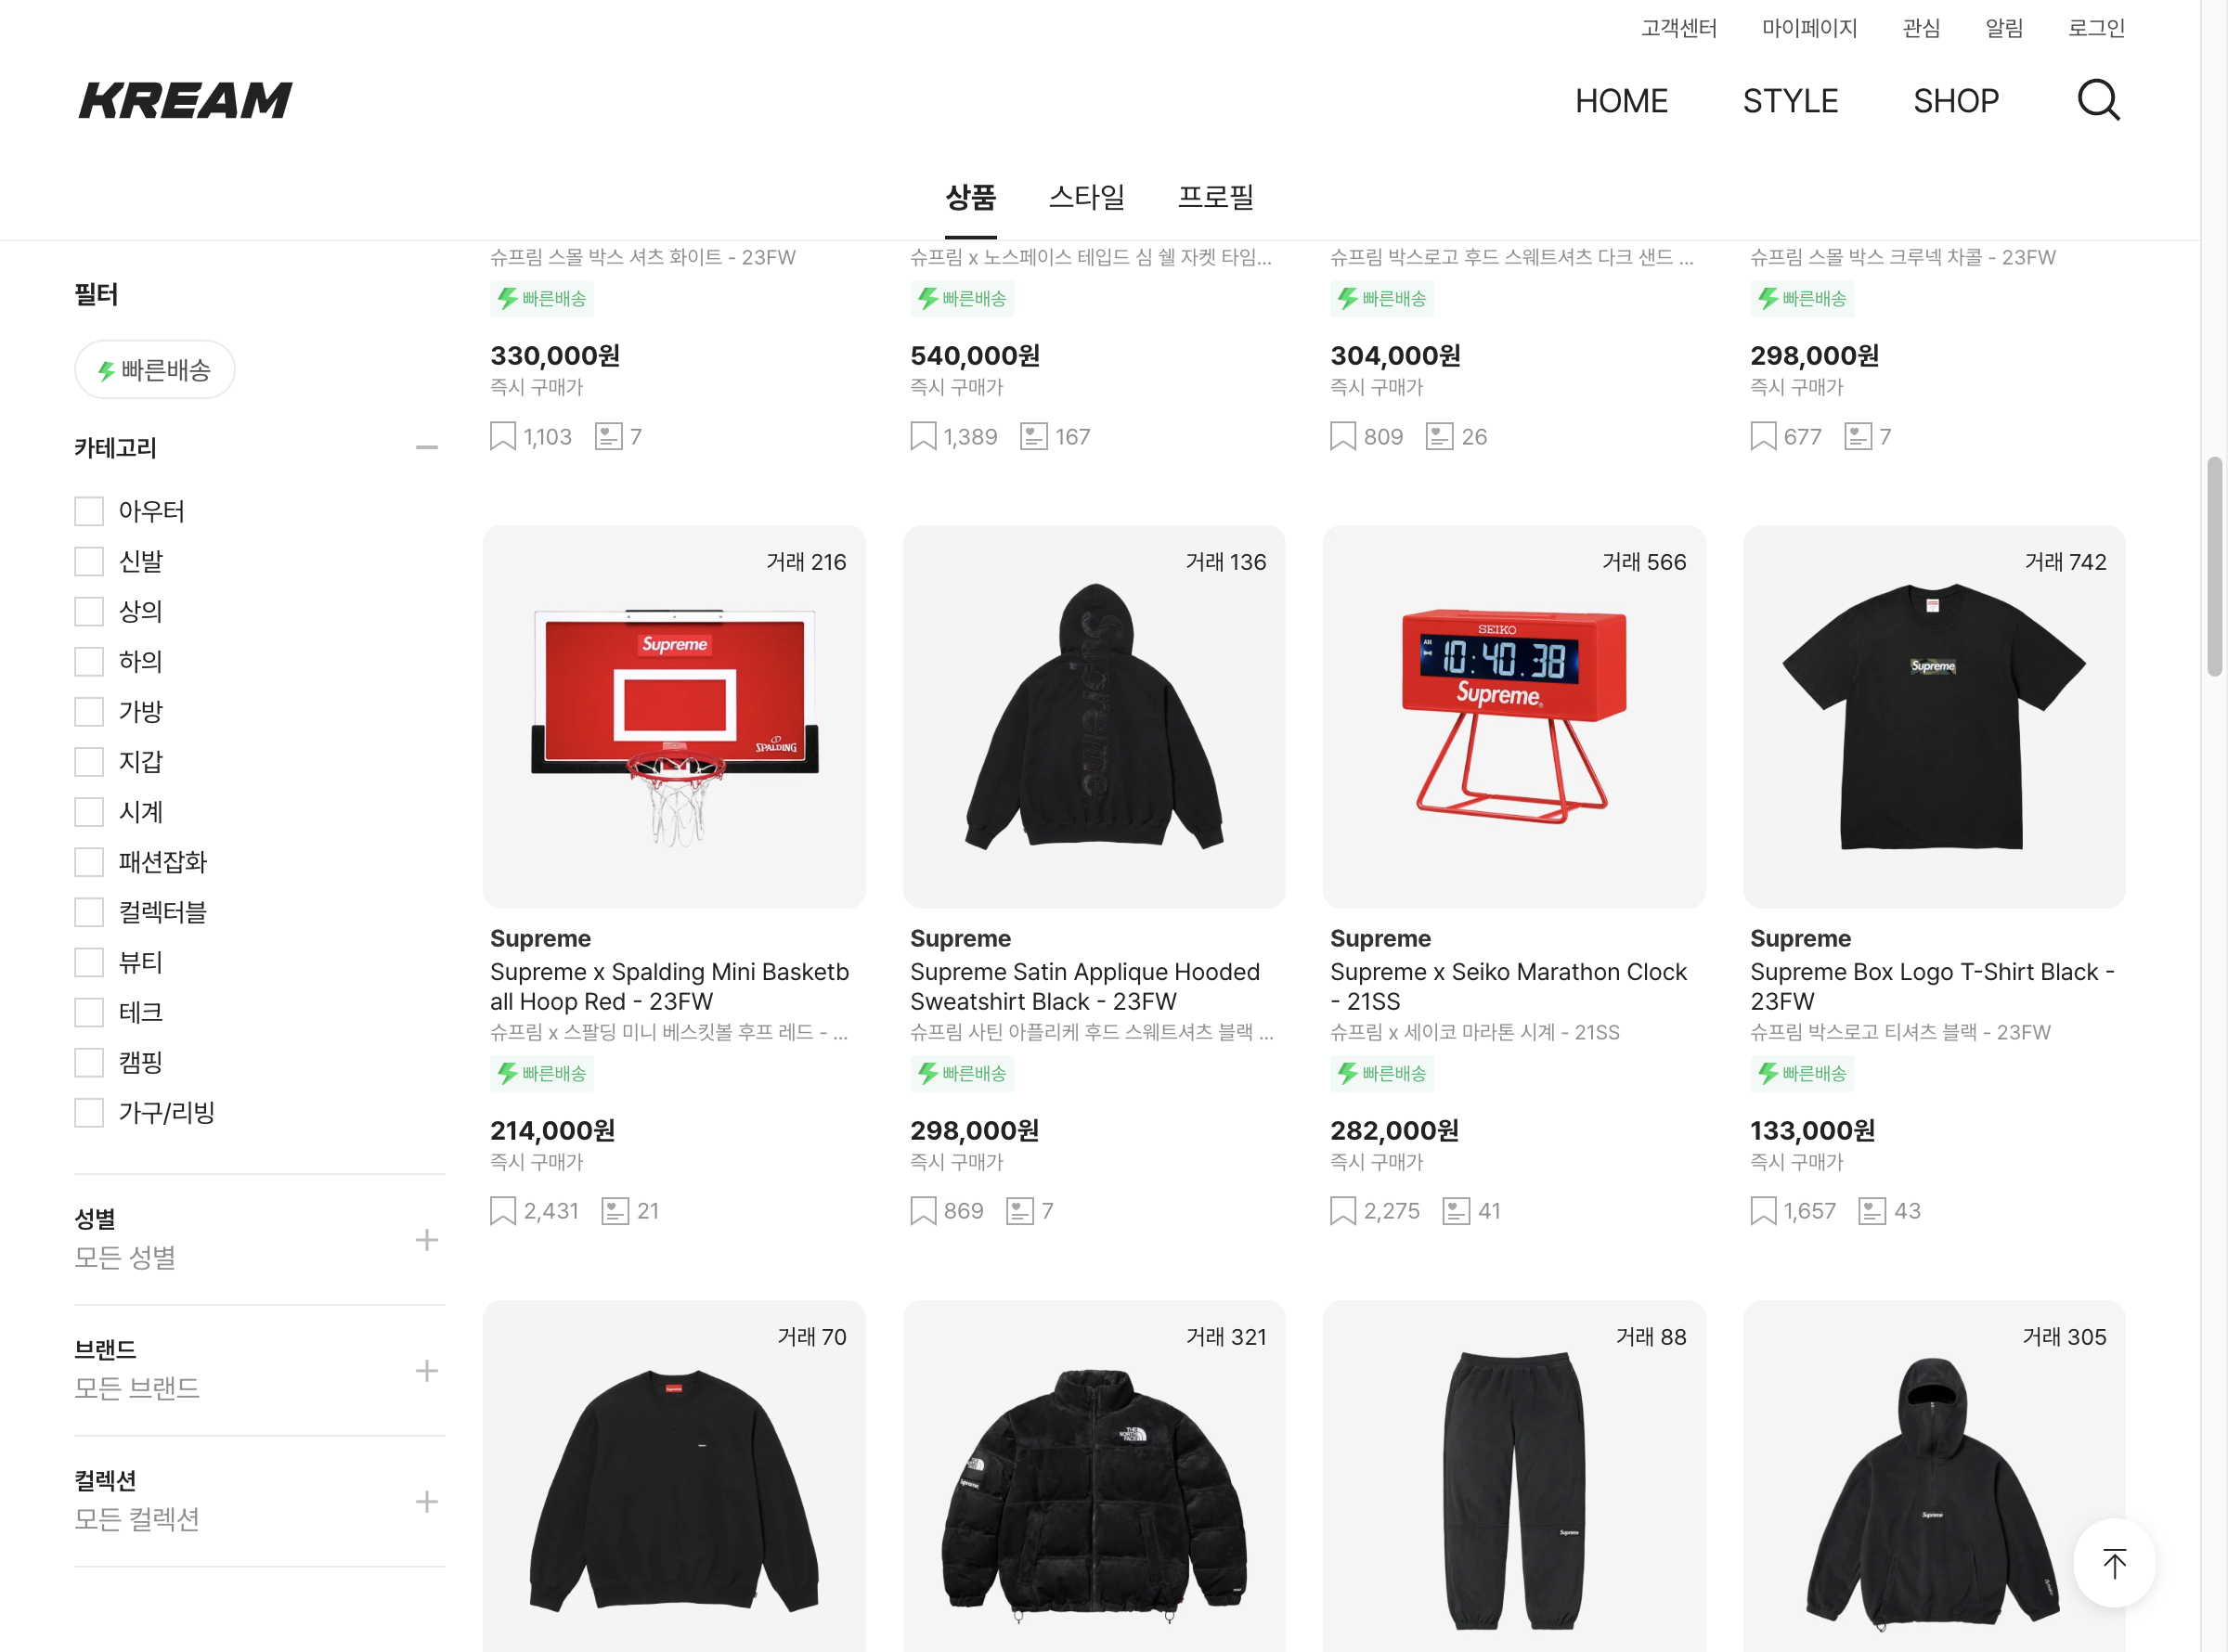 고객센터 마이페이지 관심 알림 로그인
KREAM HOME STYLE SHOP
상품 스타일 프로필
필터
빠른배송
카테고리
아우터
신발
상의
하의
가방
지갑
시계
패션잡화
컬렉터블
뷰티
테크
캠핑
가구/리빙
성별
모든 성별
브랜드
모든 브랜드
컬렉션
모든 컬렉션
슈프림 스몰 박스 셔츠 화이트 - 23FW
빠른배송
330,000원
즉시 구매가
1,103 7
슈프림 x 노스페이스 테입드 심 쉘 자켓 타임...
빠른배송
540,000원
즉시 구매가
1,389 167
슈프림 박스로고 후드 스웨트셔츠 다크 샌드 ...
빠른배송
304,000원
즉시 구매가
809 26
슈프림 스몰 박스 크루넥 차콜 - 23FW
빠른배송
298,000원
즉시 구매가
677 7
거래 216
Supreme
SPALDING
Supreme
Supreme x Spalding Mini Basketb
all Hoop Red - 23FW
슈프림 x 스팔딩 미니 베스킷볼 후프 레드 - ...
빠른배송
214,000원
즉시 구매가
2,431 21
거래 136
Supreme
Supreme
Supreme Satin Applique Hooded
Sweatshirt Black - 23FW
슈프림 사틴 아플리케 후드 스웨트셔츠 블랙 ...
빠른배송
298,000원
즉시 구매가
869 7
거래 566
SEIKO
AM
10:40.38
Supreme®
Supreme
Supreme x Seiko Marathon Clock
- 21SS
슈프림 x 세이코 마라톤 시계 - 21SS
빠른배송
282,000원
즉시 구매가
2,275 41
거래 742
Supreme
Supreme
Supreme Box Logo T-Shirt Black -
23FW
슈프림 박스로고 티셔츠 블랙 - 23FW
빠른배송
133,000원
즉시 구매가
1,657 43
거래 70
Supreme
거래 321
THE
NORTH
FACE
Supreme
거래 88
Supreme
거래 305
Supreme